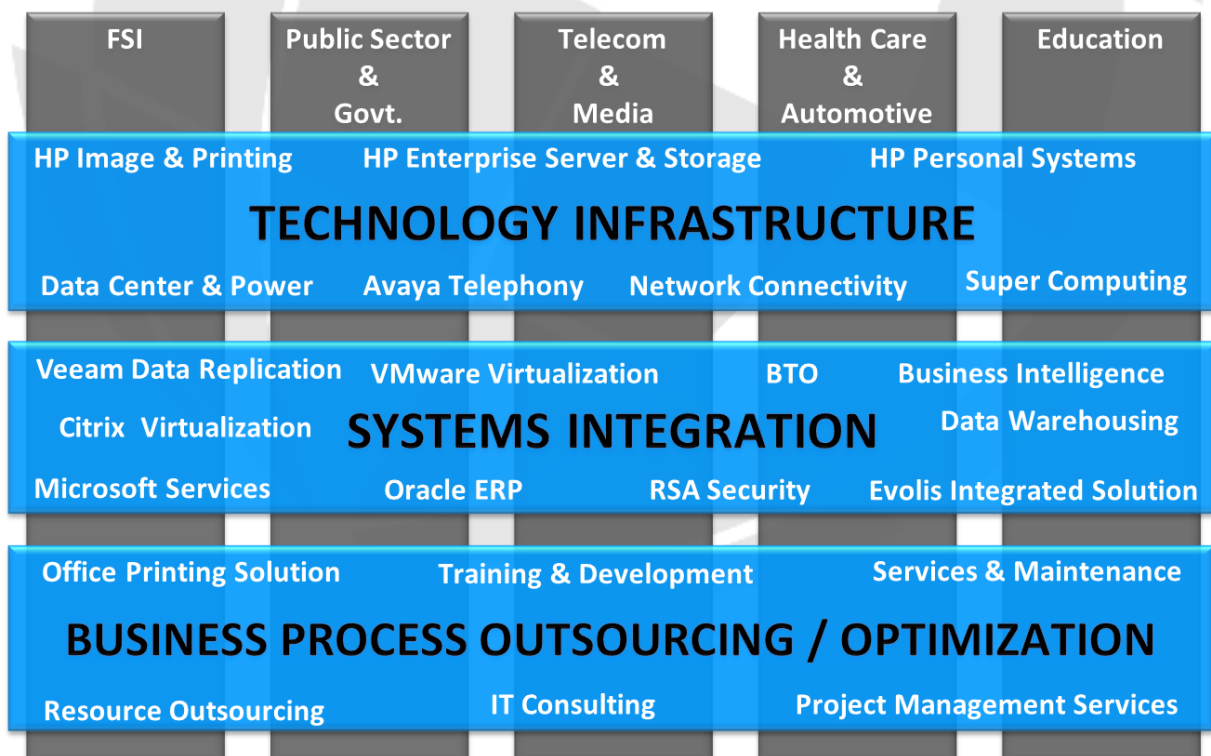 FSI
Public Sector
&
Govt.
Telecom
&
Media
Health Care
&
Automotive
Education
HP Image & Printing
HP Enterprise Server & Storage
HP Personal Systems
TECHNOLOGY INFRASTRUCTURE
Data Center & Power
Avaya Telephony
Network Connectivity
Super Computing
Veeam Data Replication
VMware Virtualization
BTO
Business Intelligence
Citrix Virtualization
SYSTEMS INTEGRATION
Data Warehousing
Microsoft Services
Oracle ERP
RSA Security
Evolis Integrated Solution
Office Printing Solution
Training & Development
Services & Maintenance
BUSINESS PROCESS OUTSOURCING / OPTIMIZATION
Resource Outsourcing
IT Consulting
Project Management Services